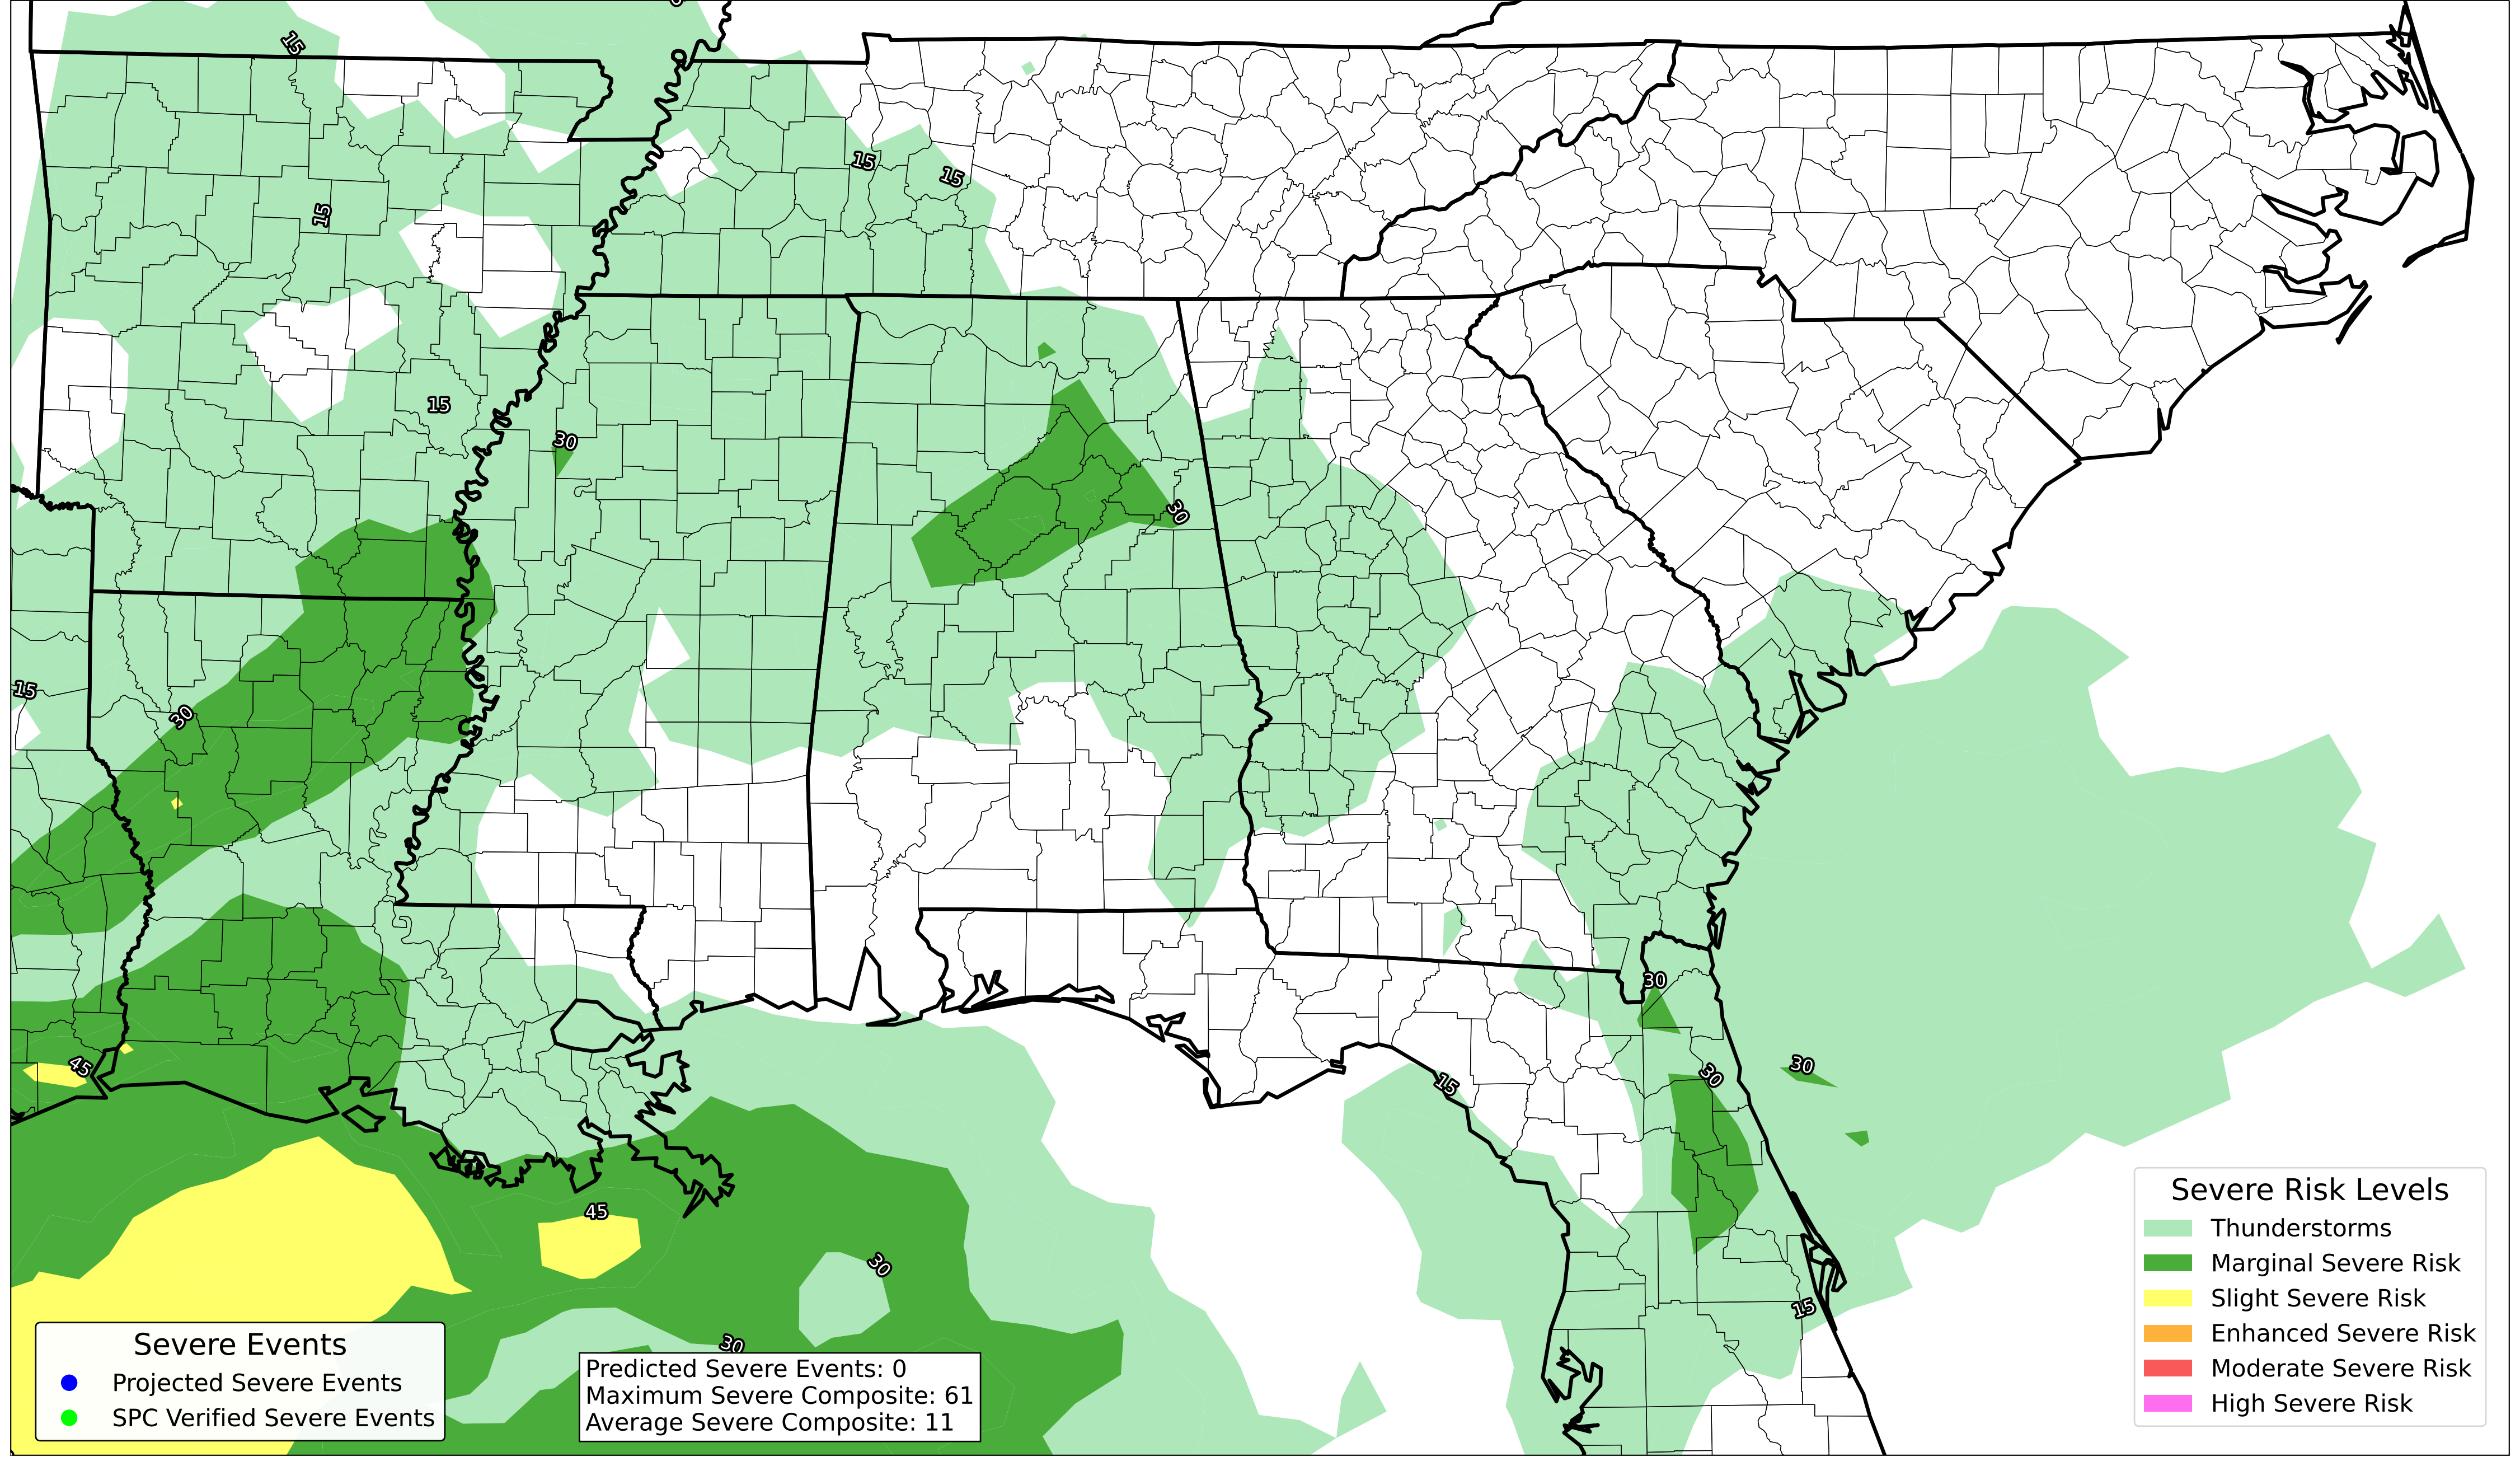 15
15
15
15
15
30
30
15
30
45
30
30
30
15
45
30
30
15
Severe Risk Levels
Thunderstorms
Marginal Severe Risk
Slight Severe Risk
Enhanced Severe Risk
Moderate Severe Risk
High Severe Risk
Severe Events
Projected Severe Events
SPC Verified Severe Events
Predicted Severe Events: 0
Maximum Severe Composite: 61
Average Severe Composite: 11